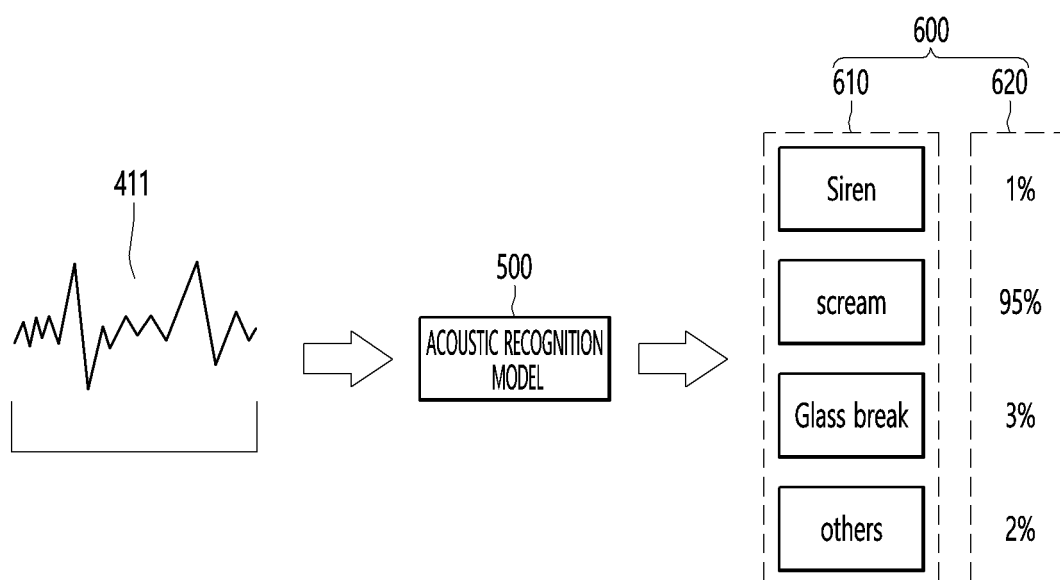 600
610
620
411
Siren
1%
500
scream
95%
ACOUSTIC RECOGNITION
MODEL
Glass break
3%
others
2%